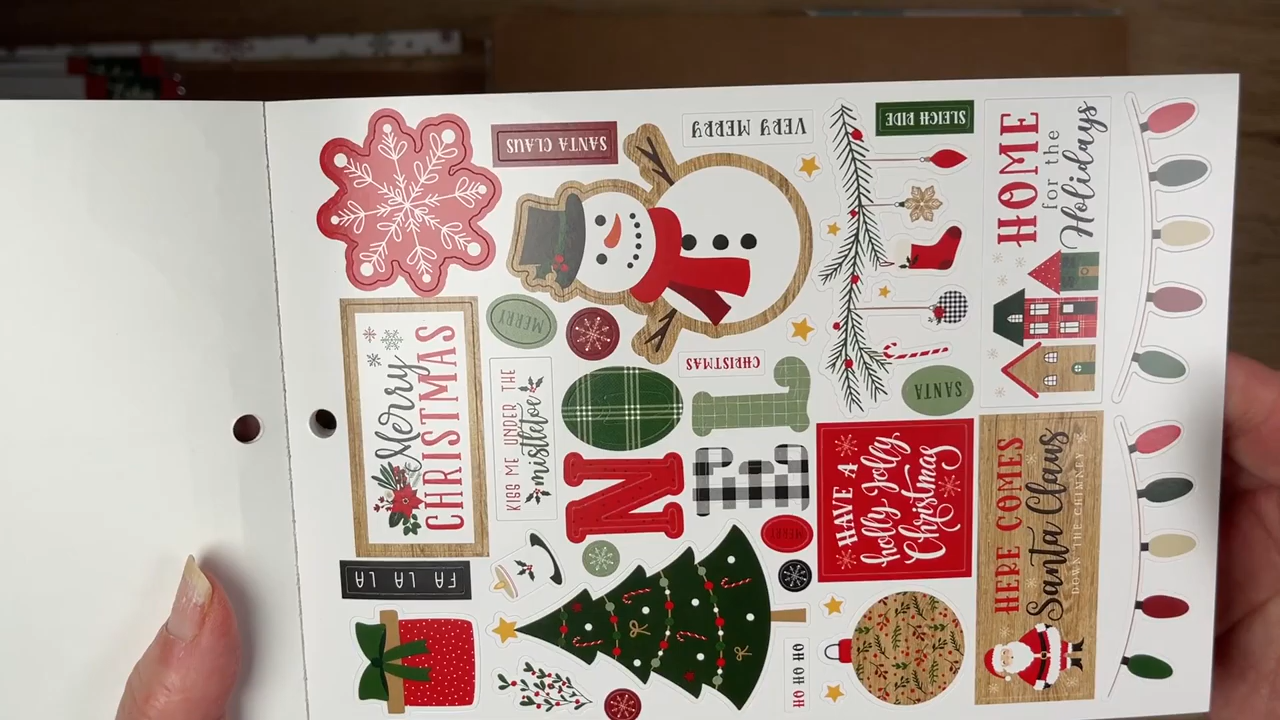 SANTA CLAUS
VERY MERRY
SLEIGH RIDE
HOME
for the
Holidays
MERRY
CHRISTMAS
SANTA
Merry
CHRISTMAS
KISS ME UNDER THE
mistletoe
NOEL
HAVE A
holly Jolly
Christmas
HERE COMES
Santa Claus
DOWN THE CHIMNEY
MERRY
FA LA LA LA
HO HO HO